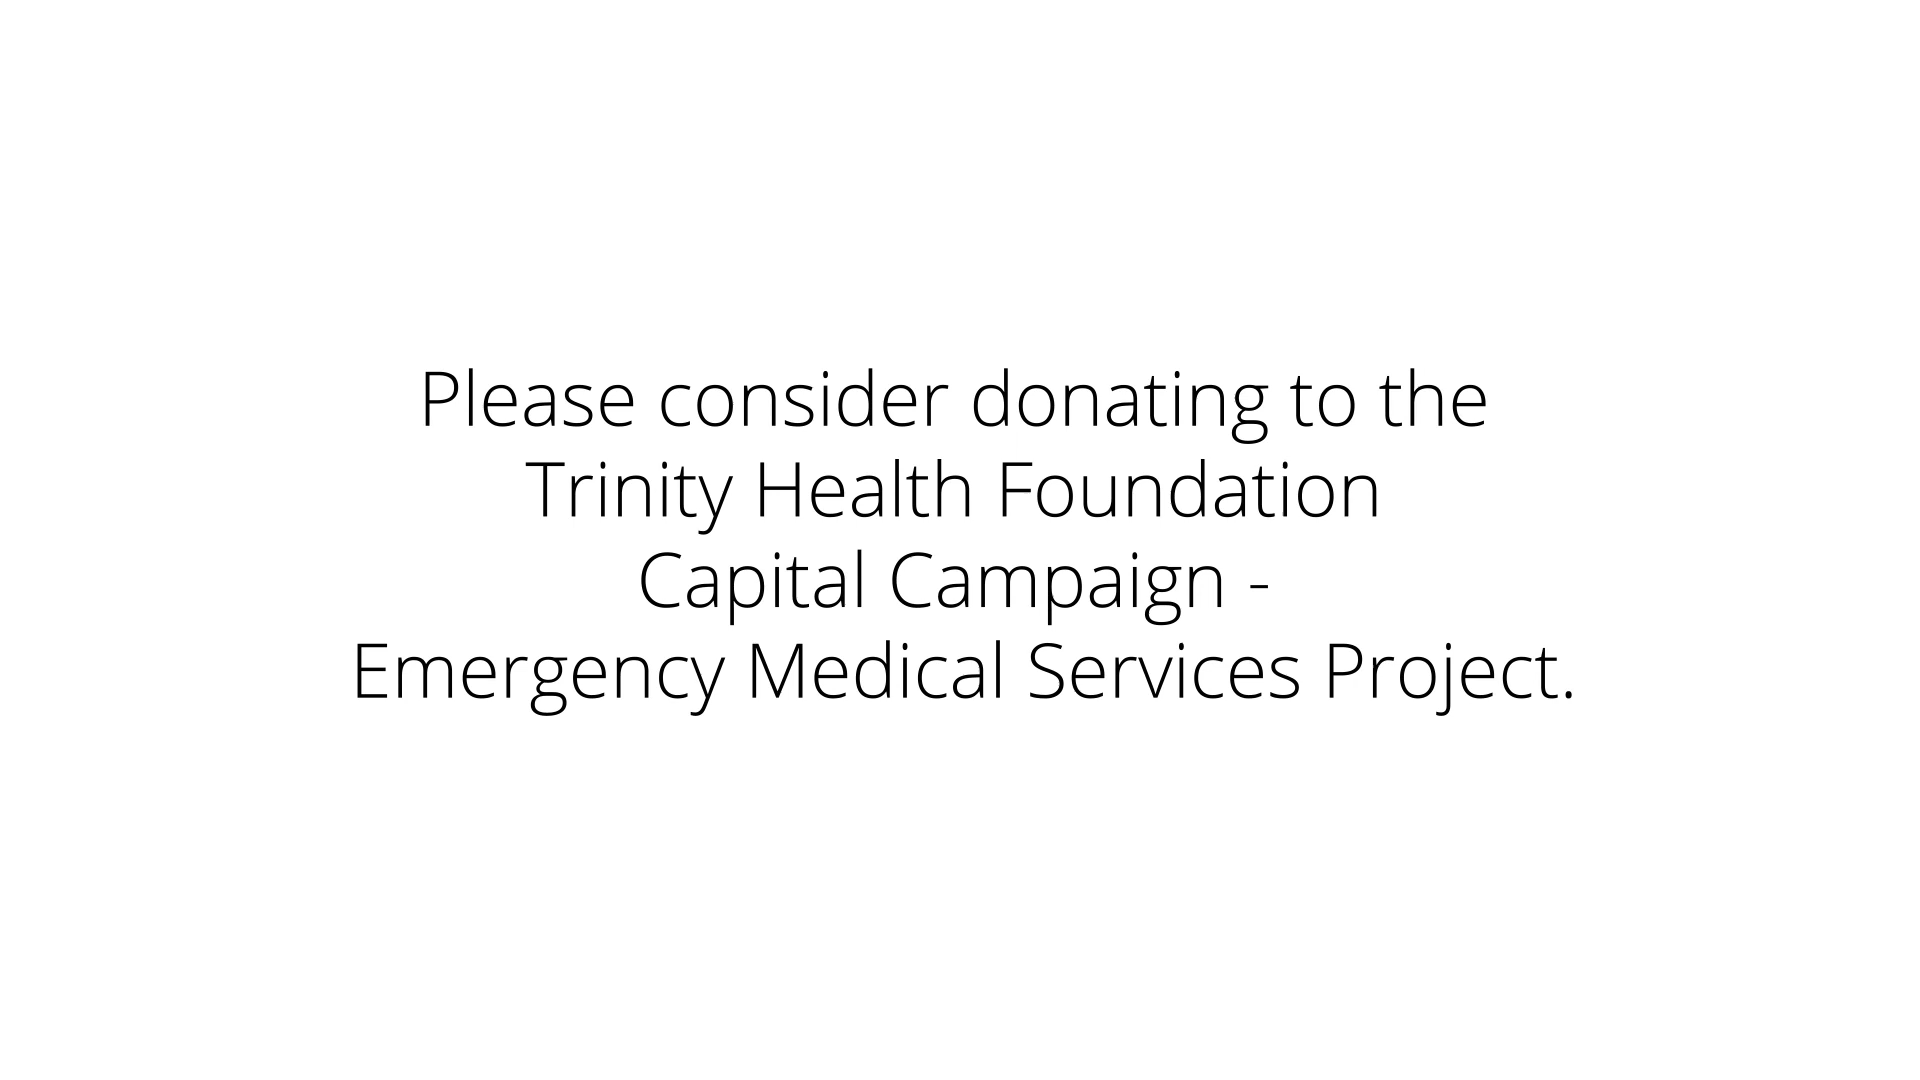 Please consider donating to the
Trinity Health Foundation
Capital Campaign -
Emergency Medical Services Project.